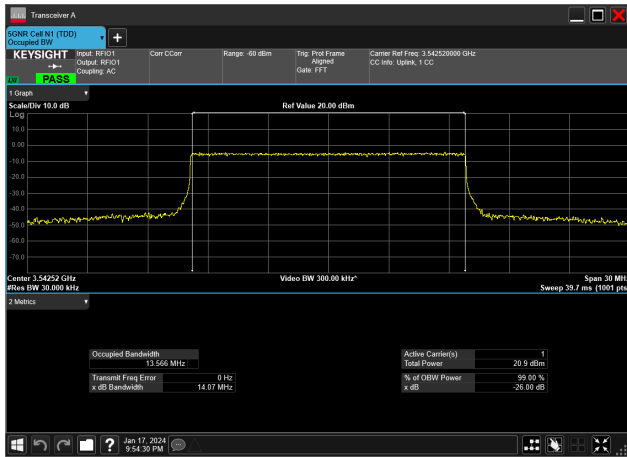 Transceiver A
5GNR Cell N1 (TDD)
Occupied BW
KEYSIGHT
LXI
PASS
Input: RFIO1
Output: RFIO1
Coupling: AC
Corr CCorr
Range: -60 dBm
Trig: Prot Frame
Aligned
Gate: FFT
Carrier Ref Freq: 3.542520000 GHz
CC Info: Uplink, 1 CC
1 Graph
Scale/Div 10.0 dB
Ref Value 20.00 dBm
Log
10.0
0.00
-10.0
-20.0
-30.0
-40.0
-50.0
-60.0
-70.0
Center 3.54252 GHz
Video BW 300.00 kHz*
Span 30 MHz
#Res BW 30.000 kHz
Sweep 39.7 ms (1001 pts)
2 Metrics
Occupied Bandwidth
13.566 MHz
Transmit Freq Error 0 Hz
x dB Bandwidth 14.07 MHz
Active Carrier(s) 1
Total Power 20.9 dBm
% of OBW Power 99.00 %
x dB -26.00 dB
Jan 17, 2024
9:54:30 PM